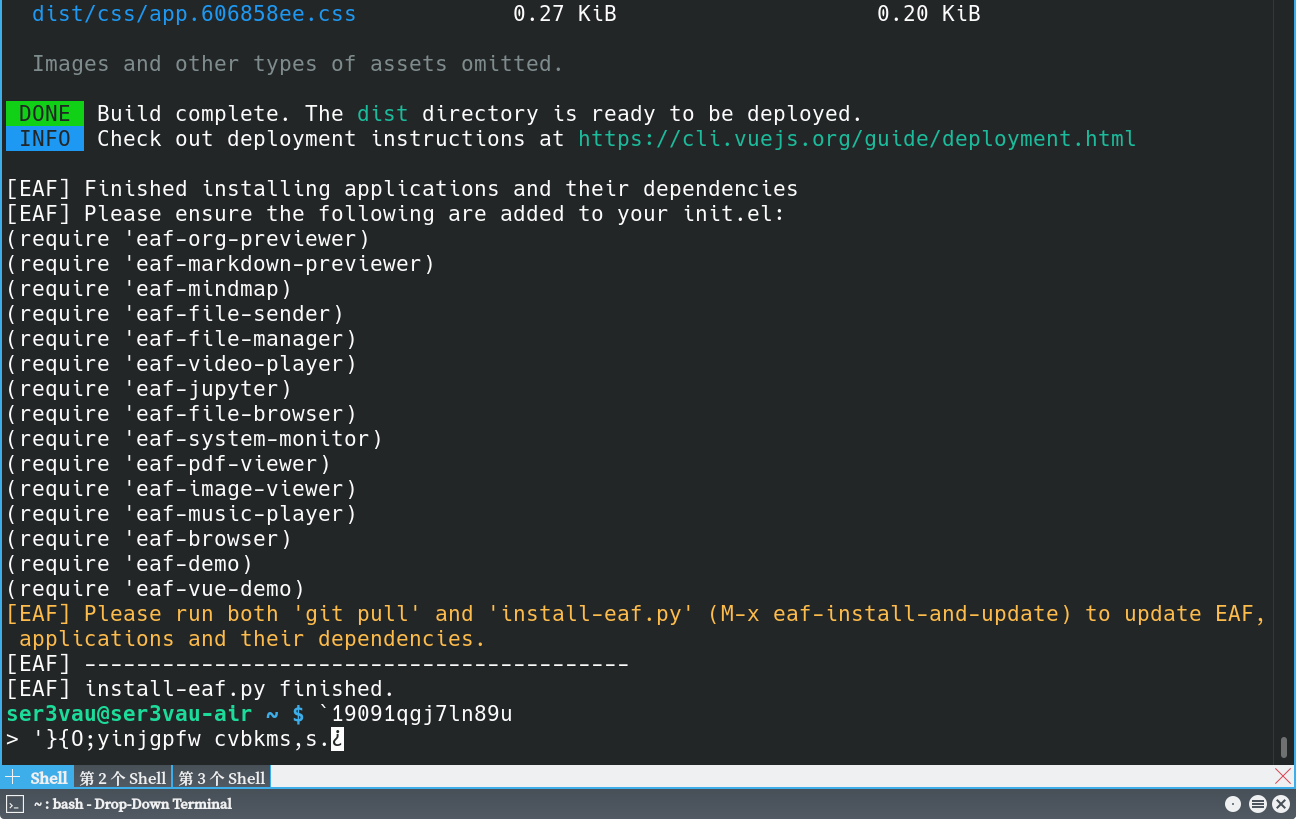 dist/css/app.606858ee.css 0.27 KiB 0.20 KiB
Images and other types of assets omitted.
DONE Build complete. The dist directory is ready to be deployed.
INFO Check out deployment instructions at https://cli.vuejs.org/guide/deployment.html
[EAF] Finished installing applications and their dependencies
[EAF] Please ensure the following are added to your init.el:
(require 'eaf-org-previewer)
(require 'eaf-markdown-previewer)
(require 'eaf-mindmap)
(require 'eaf-file-sender)
(require 'eaf-file-manager)
(require 'eaf-video-player)
(require 'eaf-jupyter)
(require 'eaf-file-browser)
(require 'eaf-system-monitor)
(require 'eaf-pdf-viewer)
(require 'eaf-image-viewer)
(require 'eaf-music-player)
(require 'eaf-browser)
(require 'eaf-demo)
(require 'eaf-vue-demo)
[EAF] Please run both 'git pull' and 'install-eaf.py' (M-x eaf-install-and-update) to update EAF,
applications and their dependencies.
[EAF] ------------------------------------------
[EAF] install-eaf.py finished.
ser3vau@ser3vau-air ~ $ `19091qgj7ln89u
> '}{O;yinjgpfw cvbkms,s.¿
Shell 第 2 个 Shell 第 3 个 Shell
~ : bash - Drop-Down Terminal